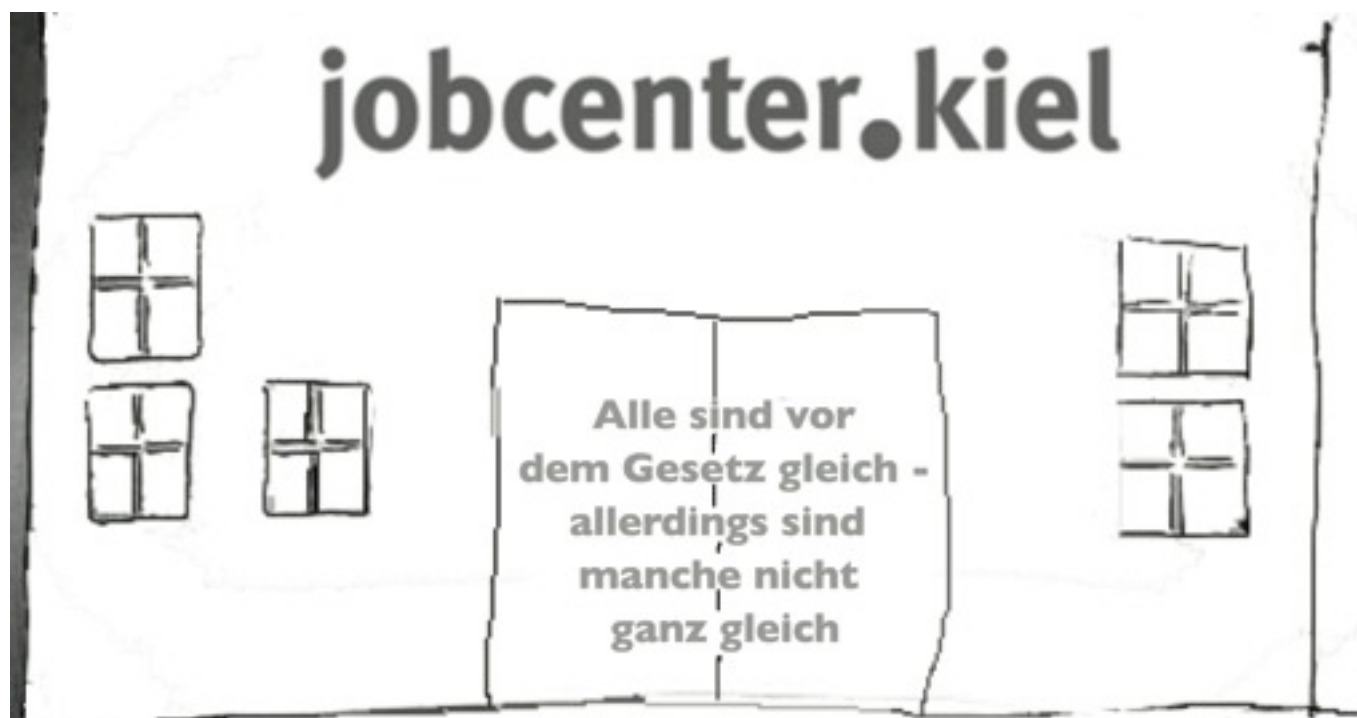 jobcenter.kiel
Alle sind vor
dem Gesetz gleich -
allerdings sind
manche nicht
ganz gleich